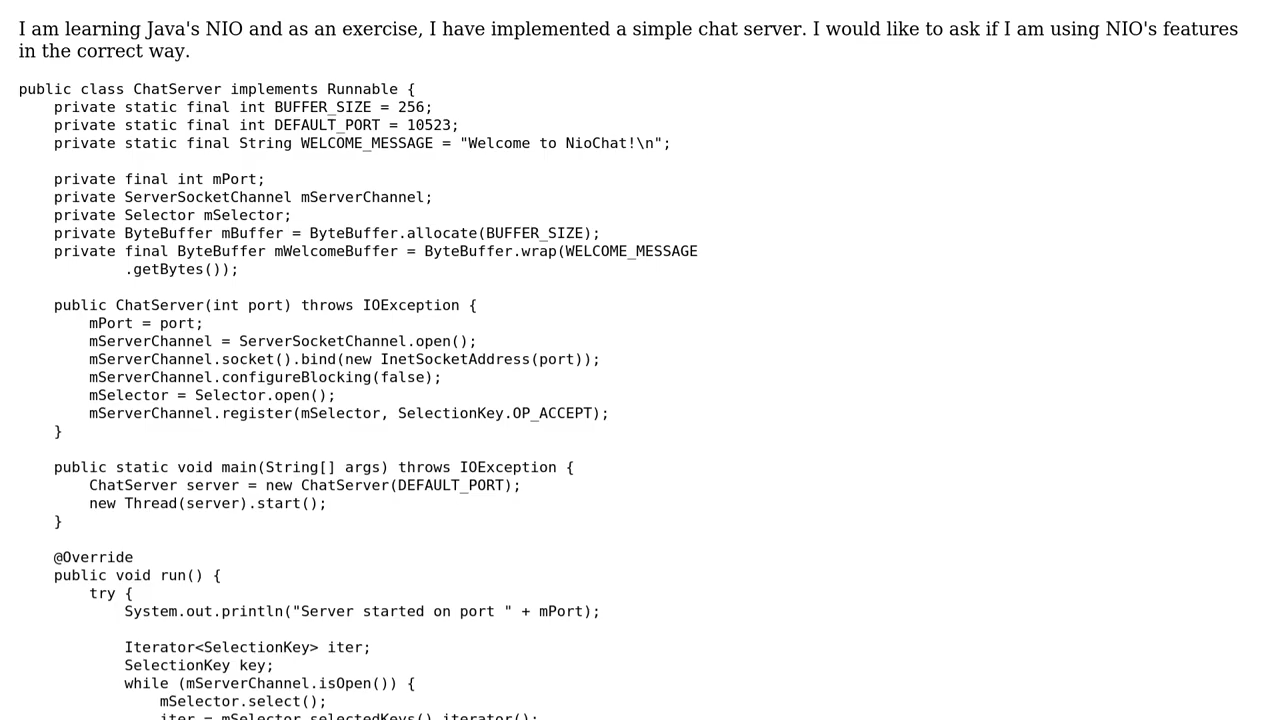 I am learning Java's NIO and as an exercise, I have implemented a simple chat server. I would like to ask if I am using NIO's features
in the correct way.
public class ChatServer implements Runnable {
    private static final int BUFFER_SIZE = 256;
    private static final int DEFAULT_PORT = 10523;
    private static final String WELCOME_MESSAGE = "Welcome to NioChat!\n";

    private final int mPort;
    private ServerSocketChannel mServerChannel;
    private Selector mSelector;
    private ByteBuffer mBuffer = ByteBuffer.allocate(BUFFER_SIZE);
    private final ByteBuffer mWelcomeBuffer = ByteBuffer.wrap(WELCOME_MESSAGE
            .getBytes());

    public ChatServer(int port) throws IOException {
        mPort = port;
        mServerChannel = ServerSocketChannel.open();
        mServerChannel.socket().bind(new InetSocketAddress(port));
        mServerChannel.configureBlocking(false);
        mSelector = Selector.open();
        mServerChannel.register(mSelector, SelectionKey.OP_ACCEPT);
    }

    public static void main(String[] args) throws IOException {
        ChatServer server = new ChatServer(DEFAULT_PORT);
        new Thread(server).start();
    }

    @Override
    public void run() {
        try {
            System.out.println("Server started on port " + mPort);

            Iterator<SelectionKey> iter;
            SelectionKey key;
            while (mServerChannel.isOpen()) {
                mSelector.select();
                iter = mSelector.selectedKeys().iterator();